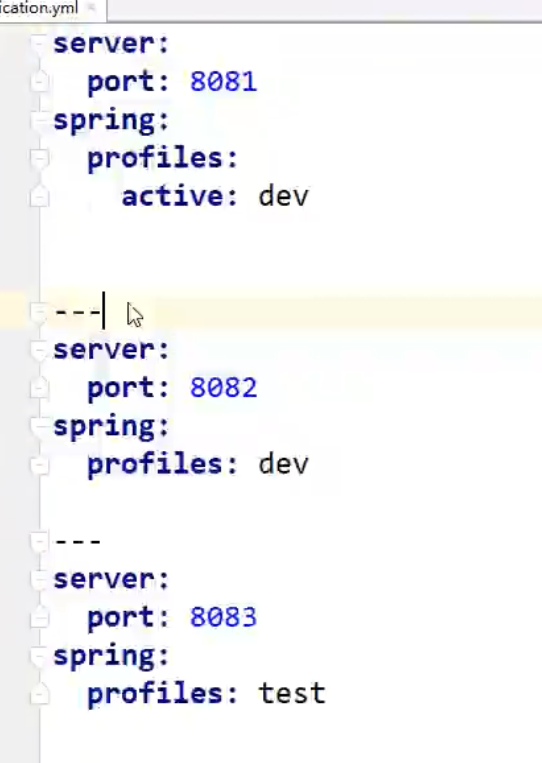 ication.yml
server:
  port: 8081
spring:
  profiles:
    active: dev
---
server:
  port: 8082
spring:
  profiles: dev
---
server:
  port: 8083
spring:
  profiles: test